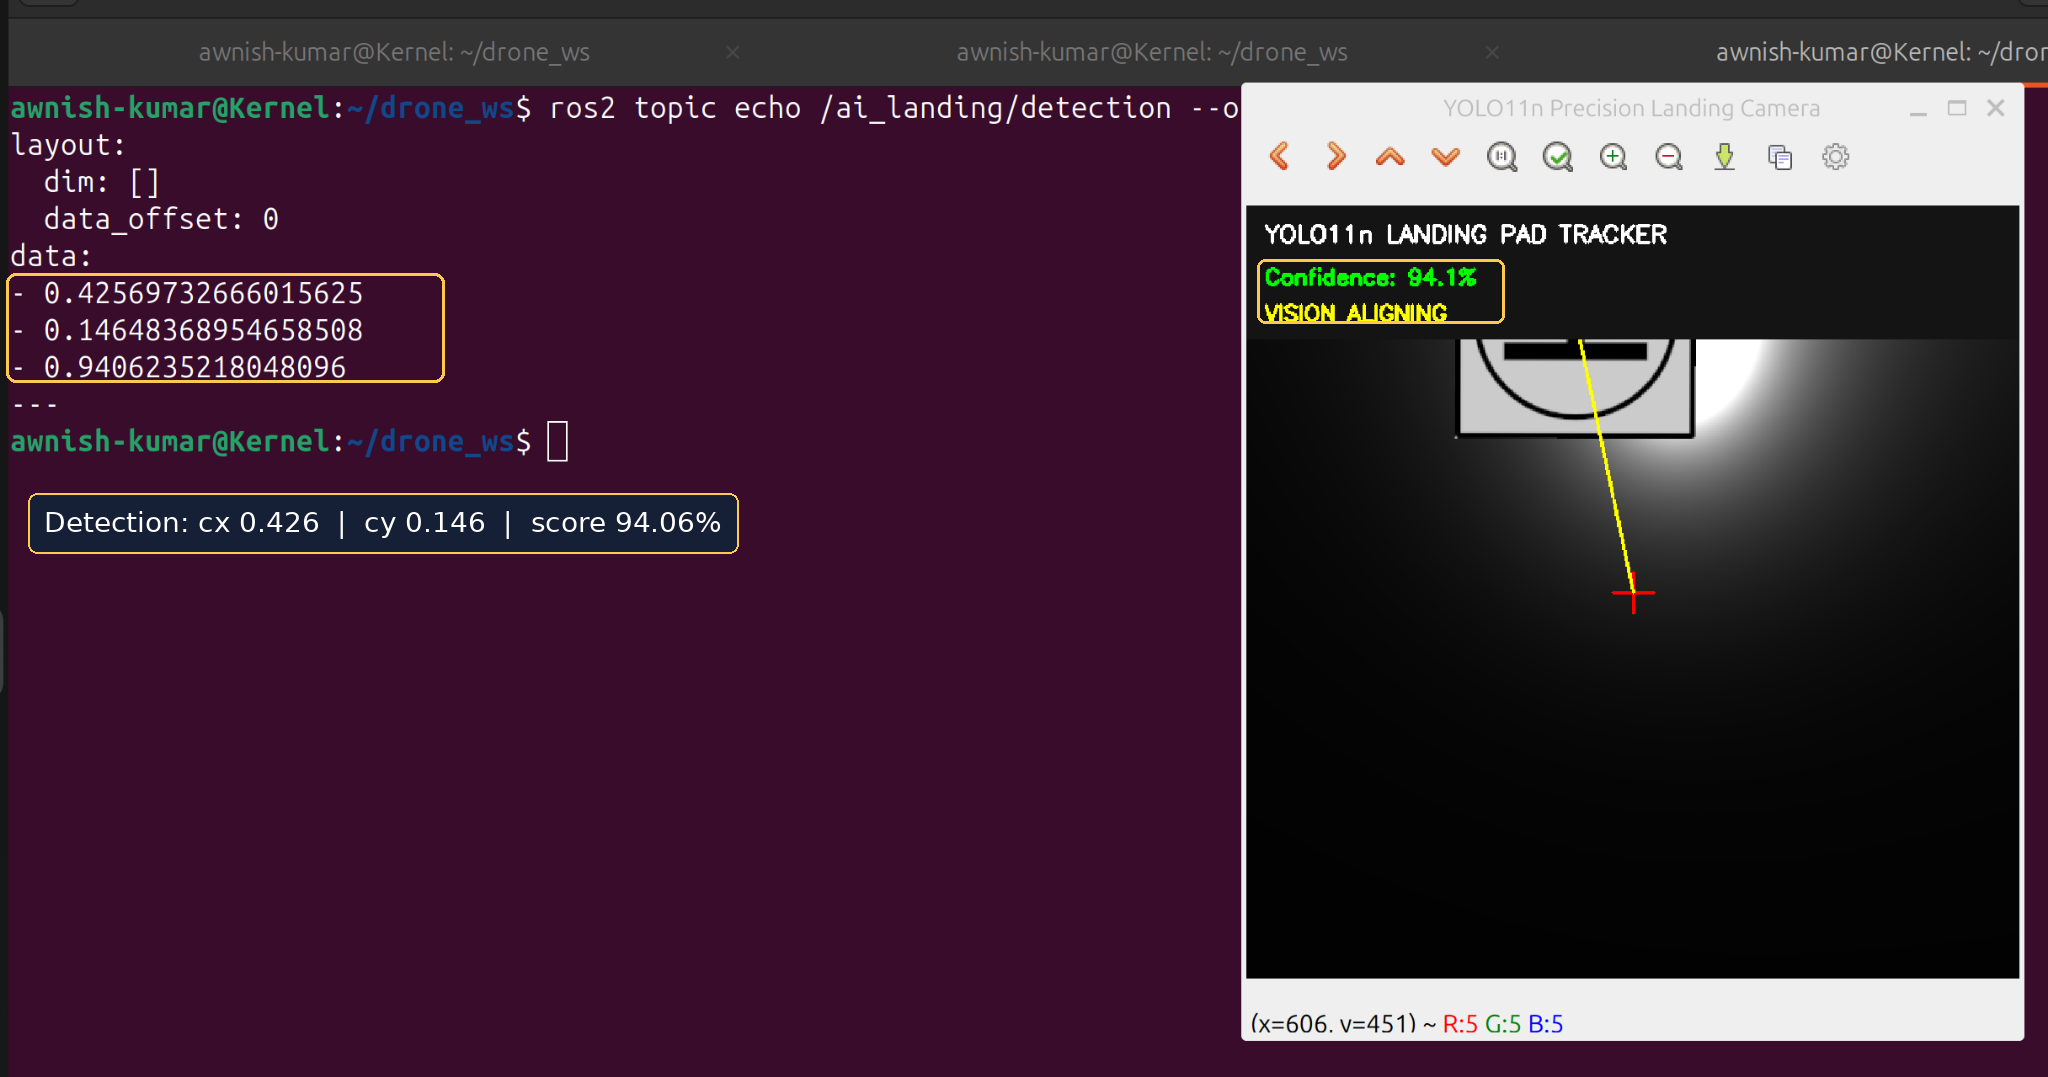 awnish-kumar@Kernel: ~/drone_ws
awnish-kumar@Kernel: ~/drone_ws
awnish-kumar@Kernel: ~/dron
awnish-kumar@Kernel:~/drone_ws$ ros2 topic echo /ai_landing/detection --o
layout:
  dim: []
  data_offset: 0
data:
- 0.42569732666015625
- 0.14648368954658508
- 0.9406235218048096
---
awnish-kumar@Kernel:~/drone_ws$
Detection: cx 0.426 | cy 0.146 | score 94.06%
YOLO11n Precision Landing Camera
YOLO11n LANDING PAD TRACKER
Confidence: 94.1%
VISION ALIGNING
(x=606, y=451) ~ R:5 G:5 B:5